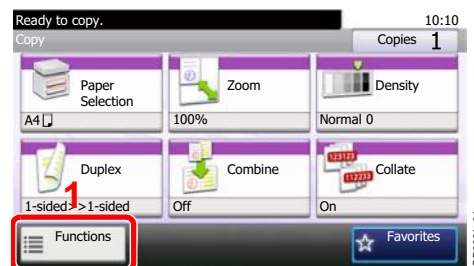 Ready to copy.
10:10
Copy
Copies 1
Paper
Selection
A4
Zoom
100%
Density
Normal 0
Duplex
1-sided>>1-sided
Combine
Off
123123
112233
Collate
On
1
Functions
Favorites